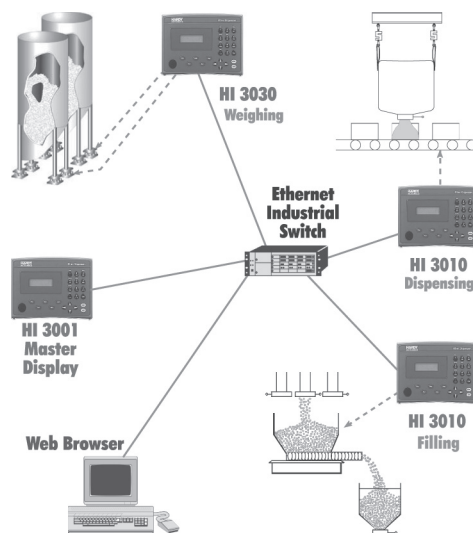 HI 3030
Weighing
Ethernet
Industrial
Switch
HI 3010
Dispensing
HI 3001
Master
Display
HI 3010
Filling
Web Browser